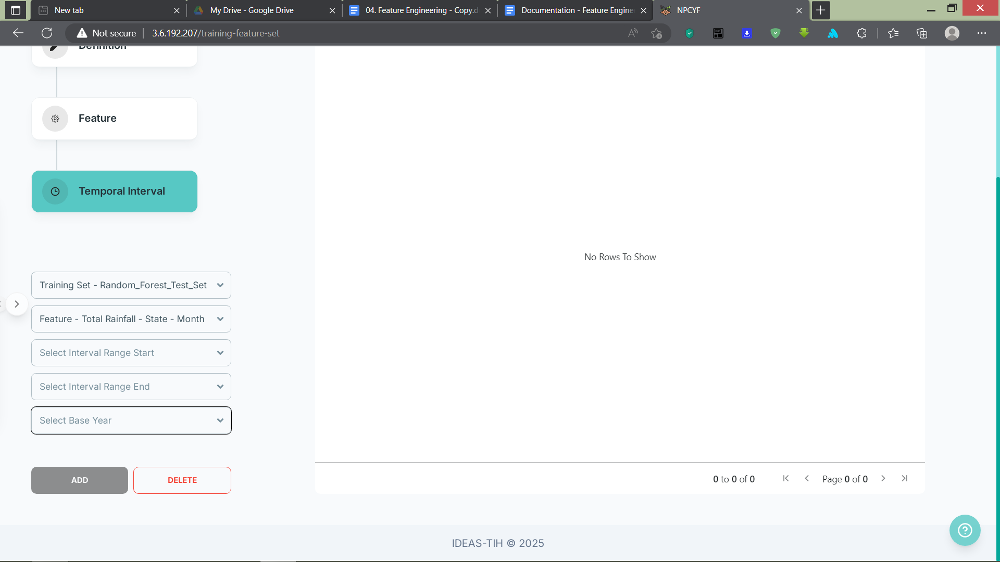 New tab
My Drive - Google Drive
04. Feature Engineering - Copy.d
Documentation - Feature Engine
NPCYF
Not secure
3.6.192.207/training-feature-set
Definition
Feature
Temporal Interval
No Rows To Show
Training Set - Random_Forest_Test_Set
Feature - Total Rainfall - State - Month
Select Interval Range Start
Select Interval Range End
Select Base Year
ADD
DELETE
0 to 0 of 0
Page 0 of 0
IDEAS-TIH © 2025